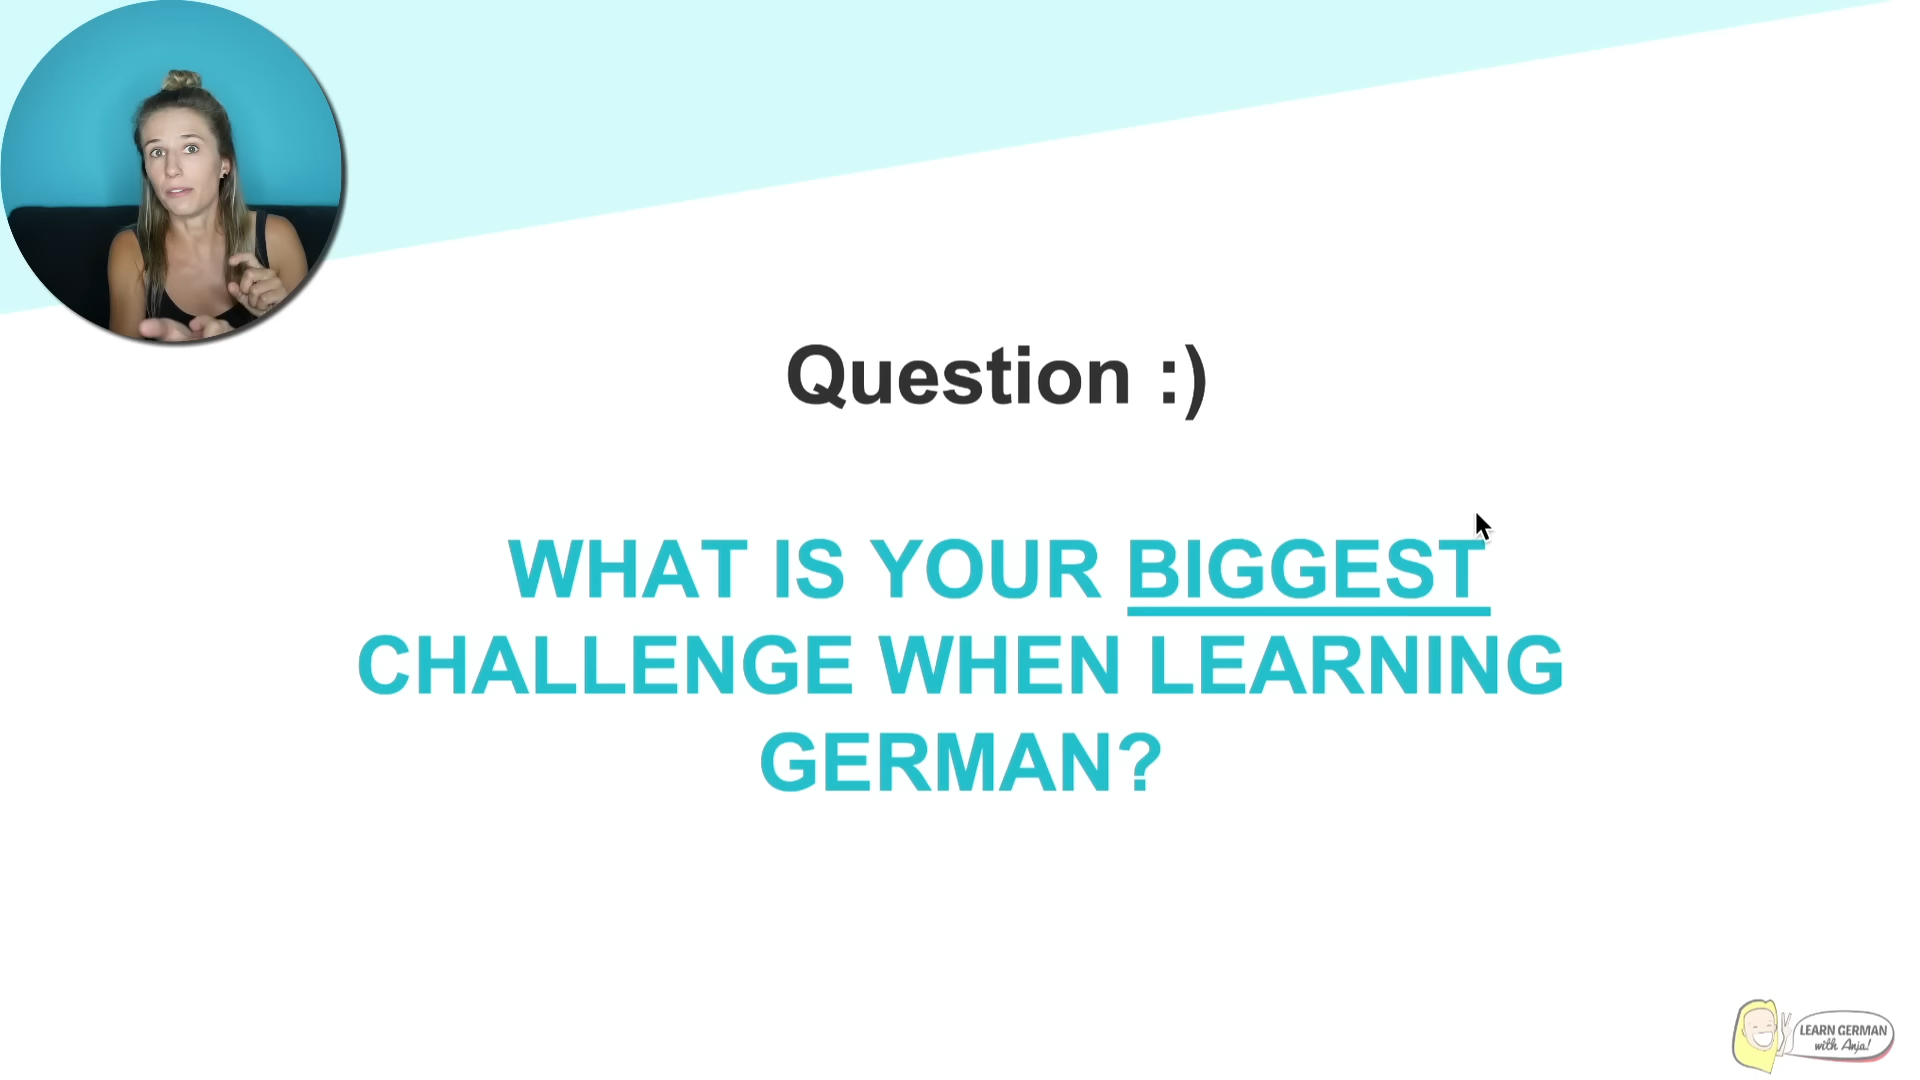 Question :)
WHAT IS YOUR BIGGEST
CHALLENGE WHEN LEARNING
GERMAN?
LEARN GERMAN
with Anja!